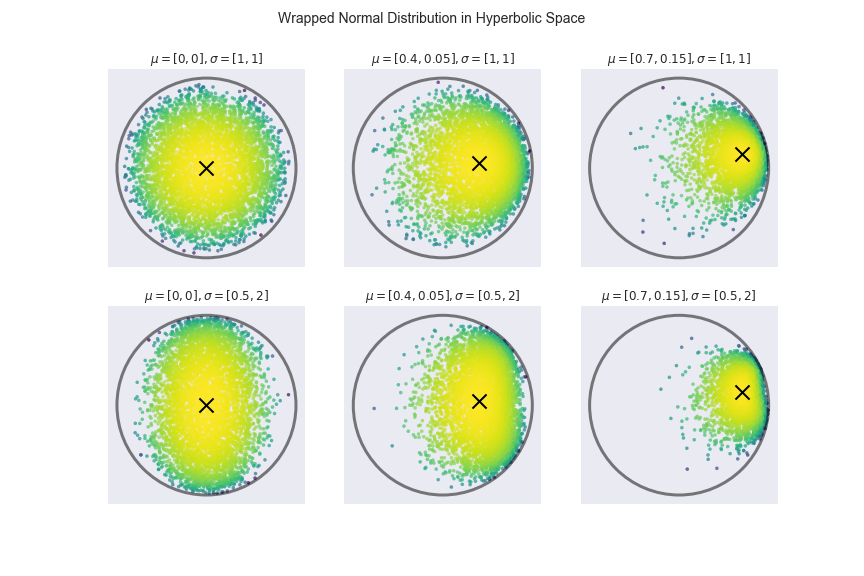 Wrapped Normal Distribution in Hyperbolic Space
μ = [0, 0], σ = [1, 1]
μ = [0.4, 0.05], σ = [1, 1]
μ = [0.7, 0.15], σ = [1, 1]
μ = [0, 0], σ = [0.5, 2]
μ = [0.4, 0.05], σ = [0.5, 2]
μ = [0.7, 0.15], σ = [0.5, 2]